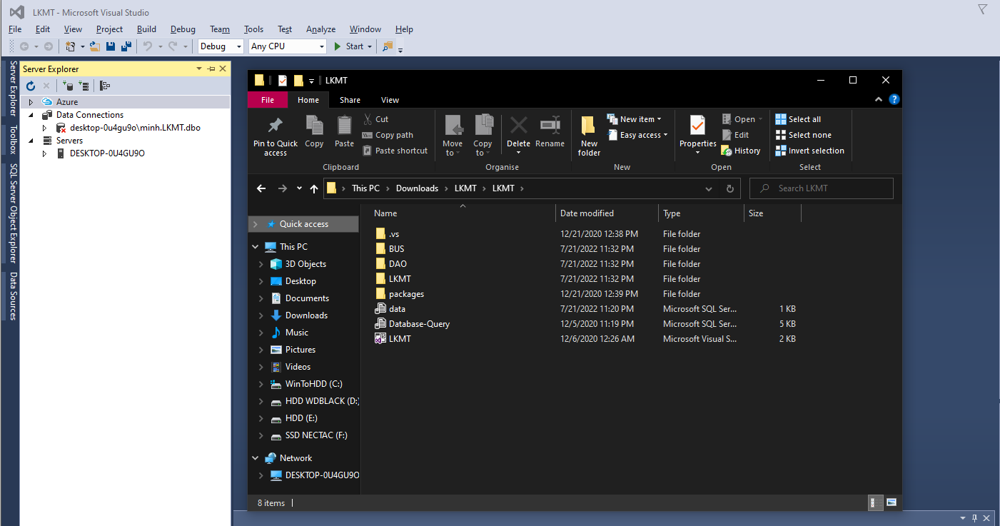 LKMT - Microsoft Visual Studio
File Edit View Project Build Debug Team Tools Test Analyze Window Help
Debug Any CPU Start
Server Explorer
Toolbox
SQL Server Object Explorer
Data Sources
Server Explorer
Azure
Data Connections
desktop-0u4gu9o\minh.LKMT.dbo
Servers
DESKTOP-0U4GU9O
LKMT
File Home Share View
Pin to Quick access
Copy
Paste
Cut
Copy path
Paste shortcut
Clipboard
Move to
Copy to
Delete
Rename
Organise
New folder
New item
Easy access
New
Properties
Open
Edit
History
Open
Select all
Select none
Invert selection
Select
This PC > Downloads > LKMT > LKMT >
Search LKMT
Quick access
This PC
3D Objects
Desktop
Documents
Downloads
Music
Pictures
Videos
WinToHDD (C:)
HDD WDBLACK (D:)
HDD (E:)
SSD NECTAC (F:)
Network
DESKTOP-0U4GU9O
Name Date modified Type Size
.vs 12/21/2020 12:38 PM File folder
BUS 7/21/2022 11:32 PM File folder
DAO 7/21/2022 11:32 PM File folder
LKMT 7/21/2022 11:32 PM File folder
packages 12/21/2020 12:39 PM File folder
data 7/21/2022 11:20 PM Microsoft SQL Ser... 1 KB
Database-Query 12/5/2020 11:19 PM Microsoft SQL Ser... 5 KB
LKMT 12/6/2020 12:26 AM Microsoft Visual S... 2 KB
8 items